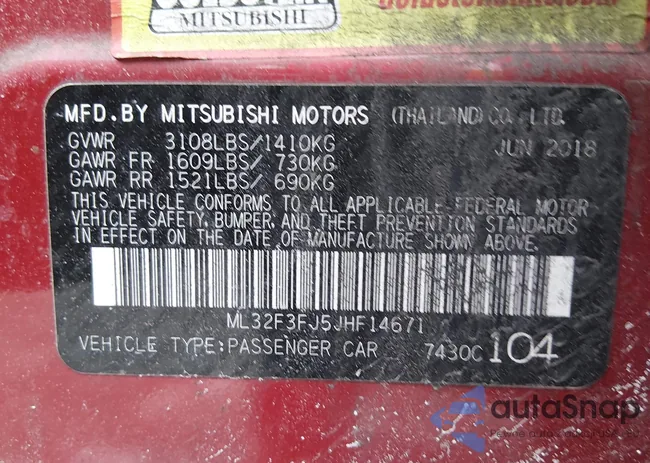 MITSUBISHI
MFD.BY MITSUBISHI MOTORS (THAILAND) CO., LTD.
GVWR 3108LBS/1410KG JUN 2018
GAWR FR 1609LBS/ 730KG
GAWR RR 1521LBS/ 690KG
THIS VEHICLE CONFORMS TO ALL APPLICABLE FEDERAL MOTOR
VEHICLE SAFETY, BUMPER, AND THEFT PREVENTION STANDARDS
IN EFFECT ON THE DATE OF MANUFACTURE SHOWN ABOVE.
ML32F3FJ5JHF14671
VEHICLE TYPE:PASSENGER CAR 7430C 104
autoSnap